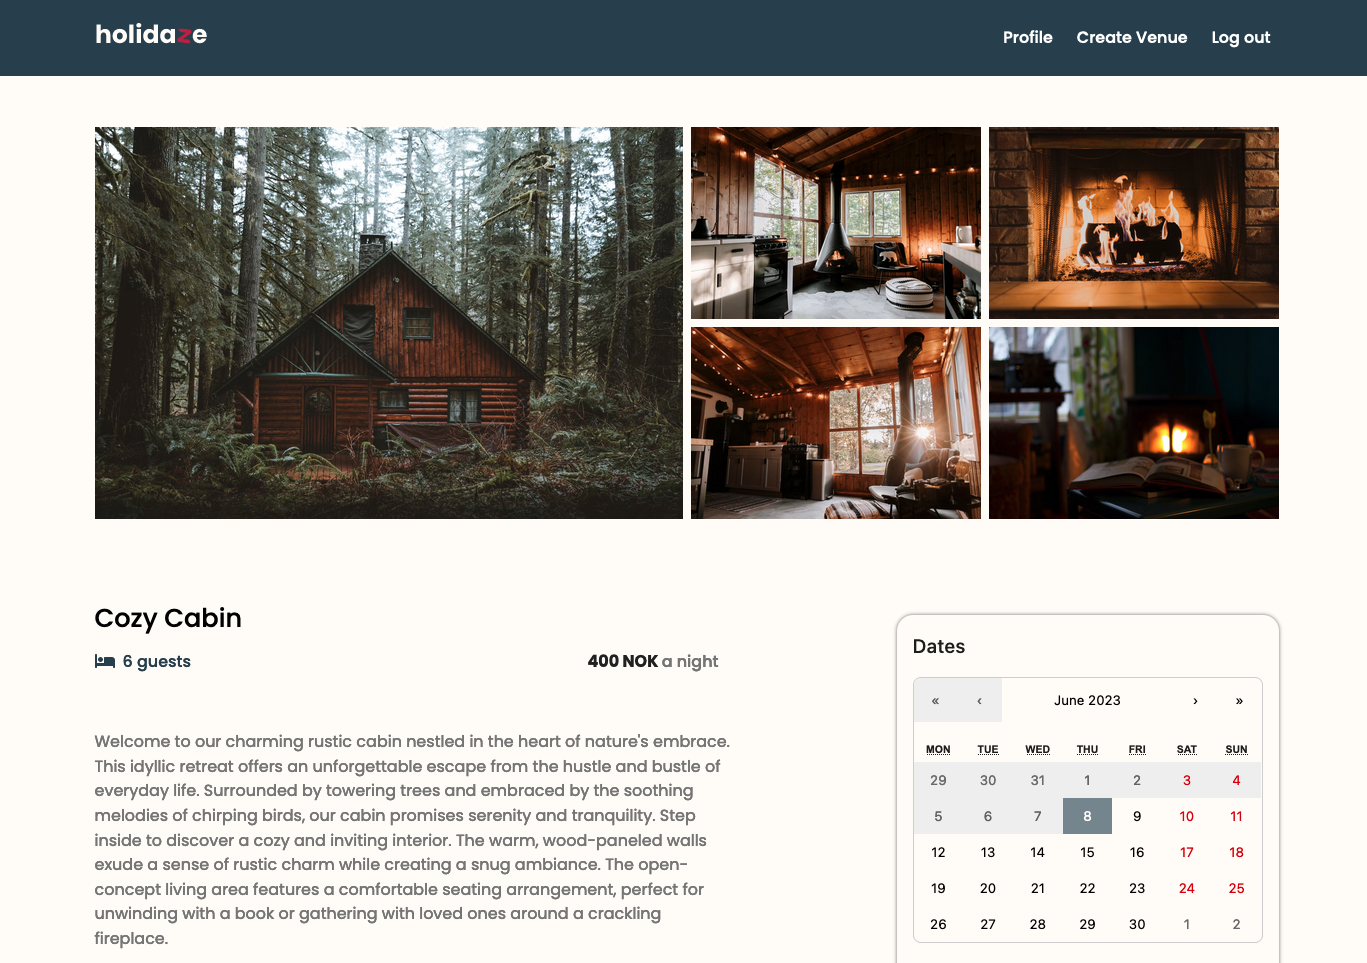 holidaze
Profile Create Venue Log out
Cozy Cabin
6 guests
400 NOK a night
Welcome to our charming rustic cabin nestled in the heart of nature's embrace.
This idyllic retreat offers an unforgettable escape from the hustle and bustle of
everyday life. Surrounded by towering trees and embraced by the soothing
melodies of chirping birds, our cabin promises serenity and tranquility. Step
inside to discover a cozy and inviting interior. The warm, wood-paneled walls
exude a sense of rustic charm while creating a snug ambiance. The open-
concept living area features a comfortable seating arrangement, perfect for
unwinding with a book or gathering with loved ones around a crackling
fireplace.
Dates
« ‹ June 2023 › »
MON TUE WED THU FRI SAT SUN
29 30 31 1 2 3 4
5 6 7 8 9 10 11
12 13 14 15 16 17 18
19 20 21 22 23 24 25
26 27 28 29 30 1 2